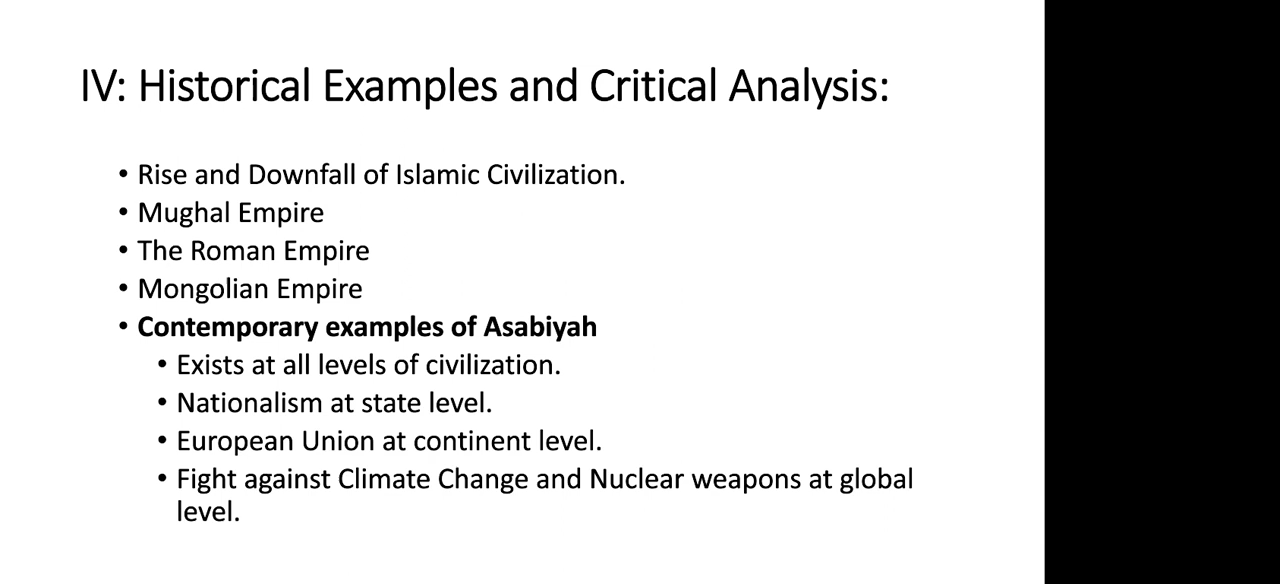 IV: Historical Examples and Critical Analysis:
• Rise and Downfall of Islamic Civilization.
• Mughal Empire
• The Roman Empire
• Mongolian Empire
• Contemporary examples of Asabiyah
• Exists at all levels of civilization.
• Nationalism at state level.
• European Union at continent level.
• Fight against Climate Change and Nuclear weapons at global
level.